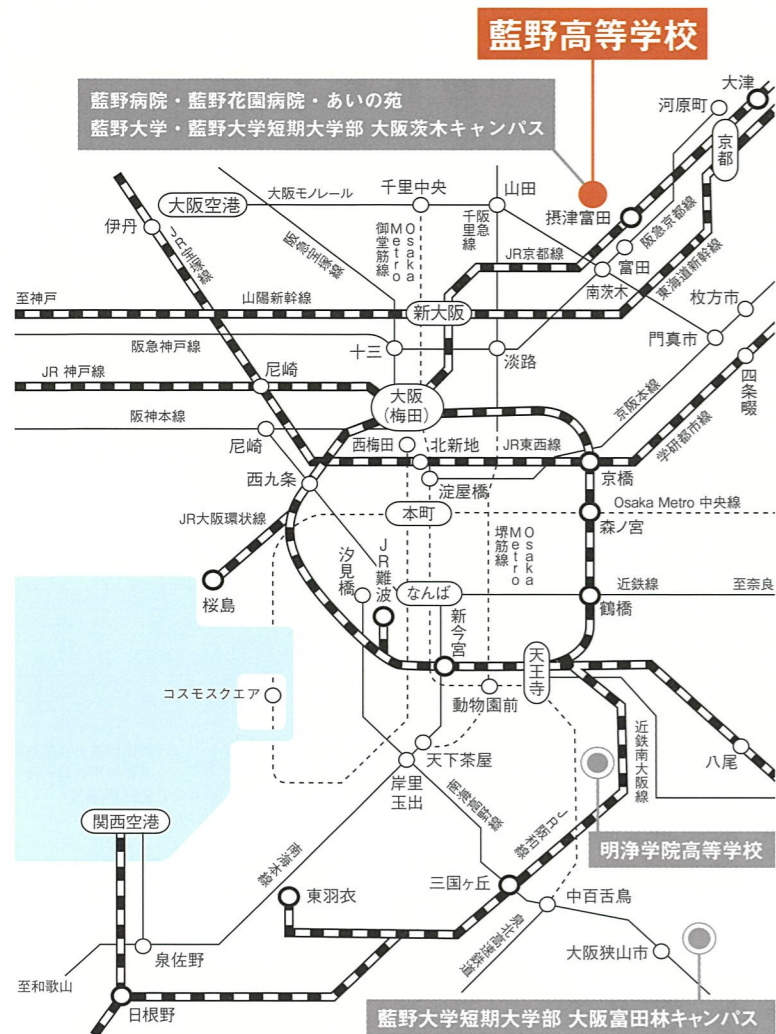 藍野高等学校
藍野病院・藍野花園病院・あいの苑
藍野大学・藍野大学短期大学部 大阪茨木キャンパス
大津
河原町
京都
大阪空港
大阪モノレール
千里中央
山田
摂津富田
阪急京都線
伊丹
JR宝塚線
阪急宝塚線
Osaka Metro 御堂筋線
阪急千里線
JR京都線
富田
南茨木
東海道新幹線
枚方市
至神戸
山陽新幹線
新大阪
門真市
阪急神戸線
十三
淡路
京阪本線
四条畷
JR 神戸線
尼崎
大阪
(梅田)
学研都市線
阪神本線
尼崎
西梅田
北新地
JR東西線
京橋
西九条
淀屋橋
Osaka Metro 中央線
本町
森ノ宮
JR大阪環状線
Osaka Metro 堺筋線
桜島
汐見橋
JR難波
なんば
近鉄線
至奈良
鶴橋
新今宮
天王寺
コスモスクエア
動物園前
天下茶屋
岸里
玉出
近鉄南大阪線
八尾
関西空港
南海高野線
JR阪和線
明浄学院高等学校
南海本線
東羽衣
三国ヶ丘
中百舌鳥
泉北高速鉄道
大阪狭山市
泉佐野
至和歌山
日根野
藍野大学短期大学部 大阪富田林キャンパス